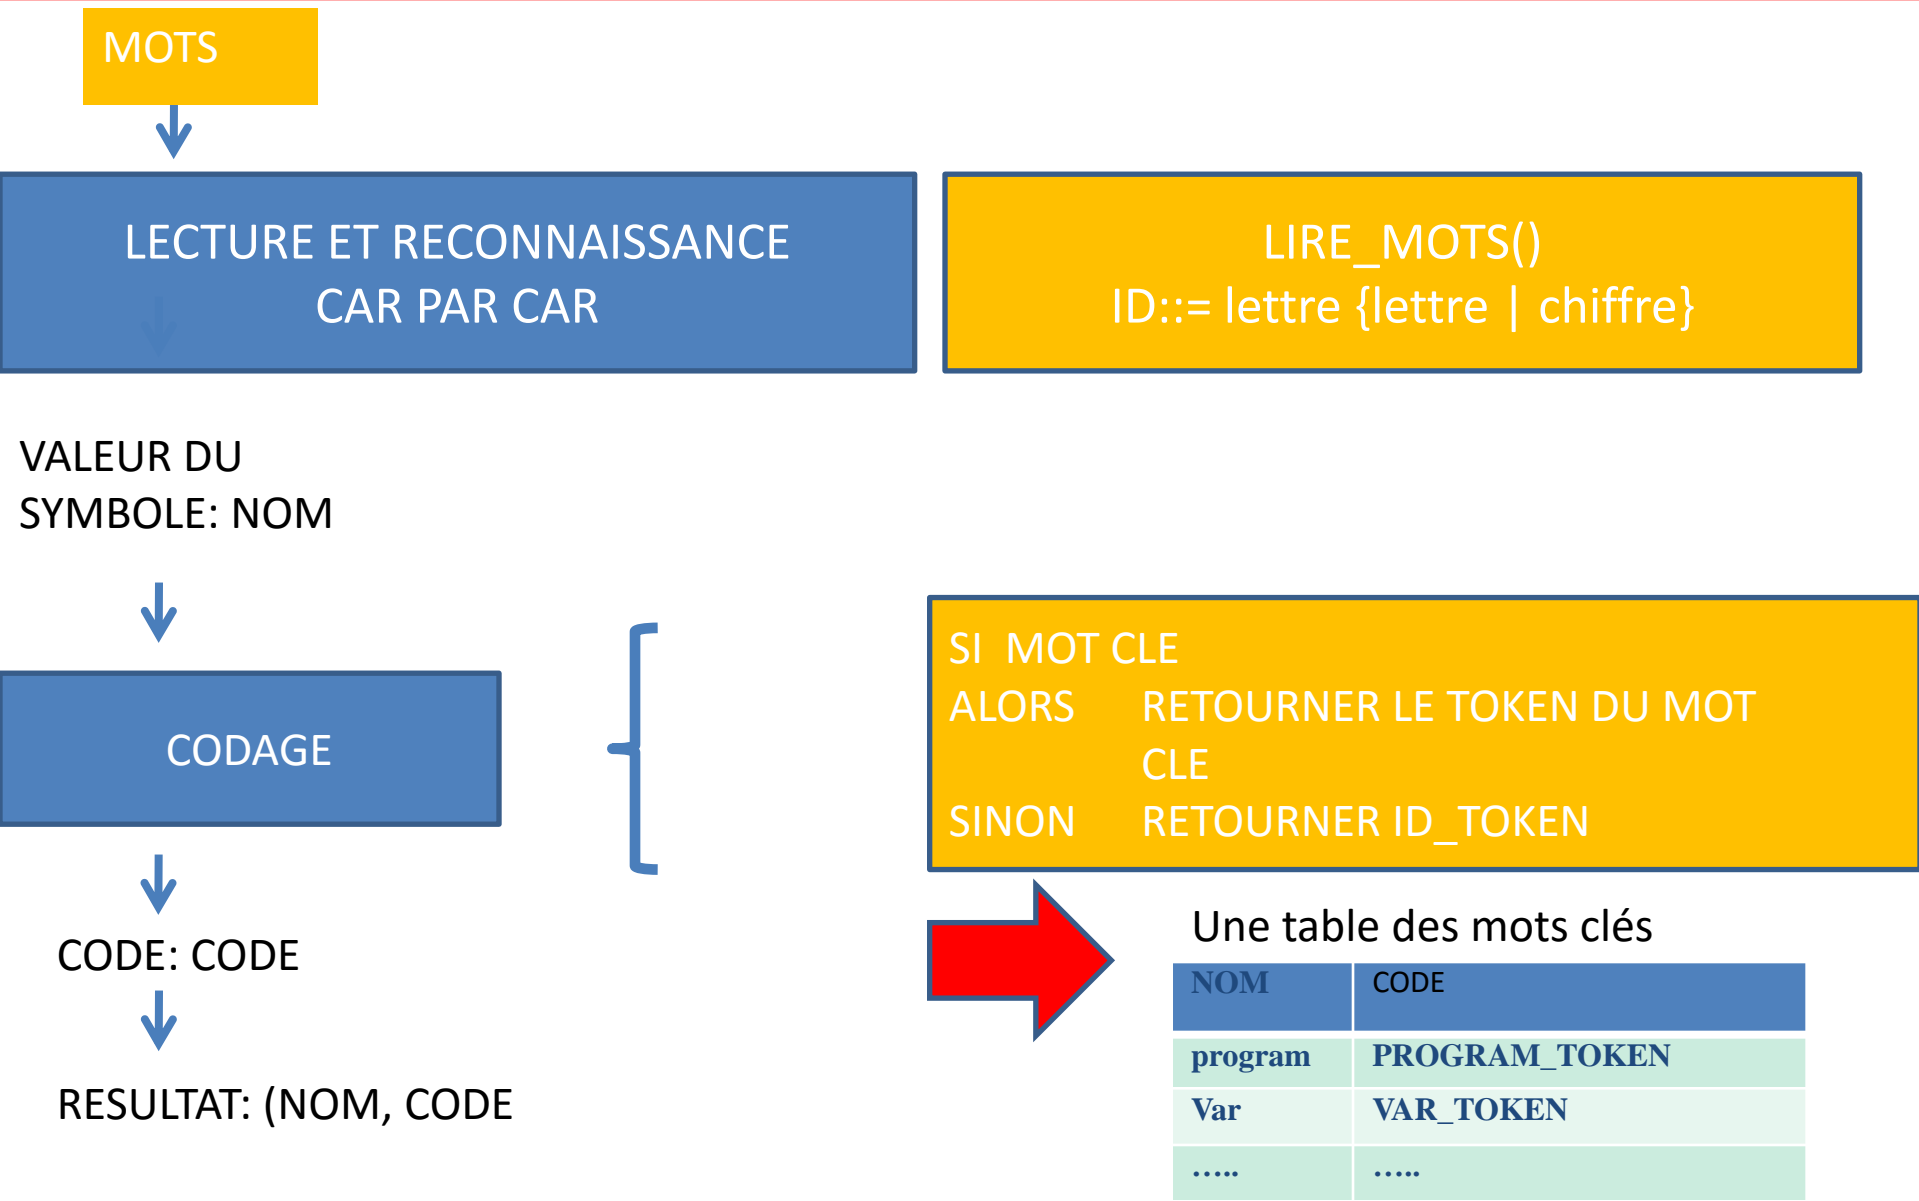 MOTS
LECTURE ET RECONNAISSANCE
CAR PAR CAR
LIRE_MOTS()
ID::= lettre {lettre | chiffre}
VALEUR DU
SYMBOLE: NOM
CODAGE
SI MOT CLE
ALORS RETOURNER LE TOKEN DU MOT
CLE
SINON RETOURNER ID_TOKEN
CODE: CODE
RESULTAT: (NOM, CODE
Une table des mots clés
NOM CODE
program PROGRAM_TOKEN
Var VAR_TOKEN
….. …..